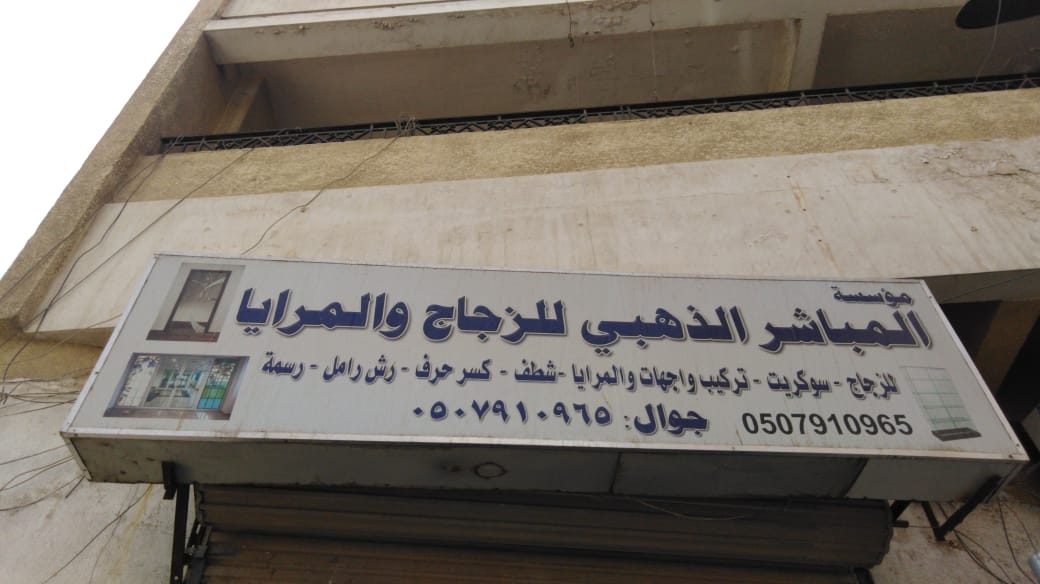 مؤسسة
المباشر الذهبي للزجاج والمرايا
للزجاج - سوكريت - تركيب واجهات والمرايا - شطف - كسر حرف - رش رامل - رسمة
جوال: ٠٥٠٧٩١٠٩٦٥ 0507910965